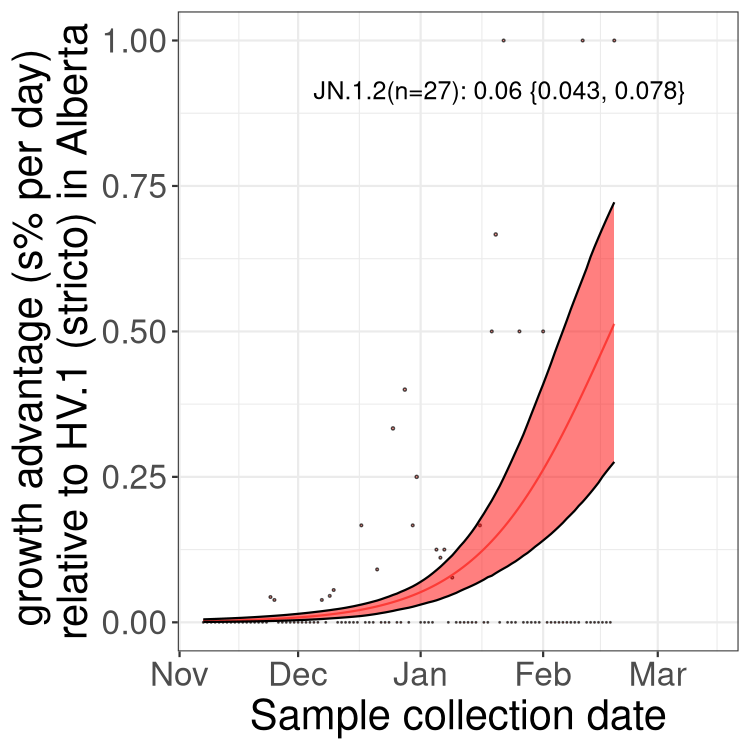 growth advantage (s% per day)
relative to HV.1 (stricto) in Alberta
1.00
0.75
0.50
0.25
0.00
JN.1.2(n=27): 0.06 {0.043, 0.078}
Nov Dec Jan Feb Mar
Sample collection date